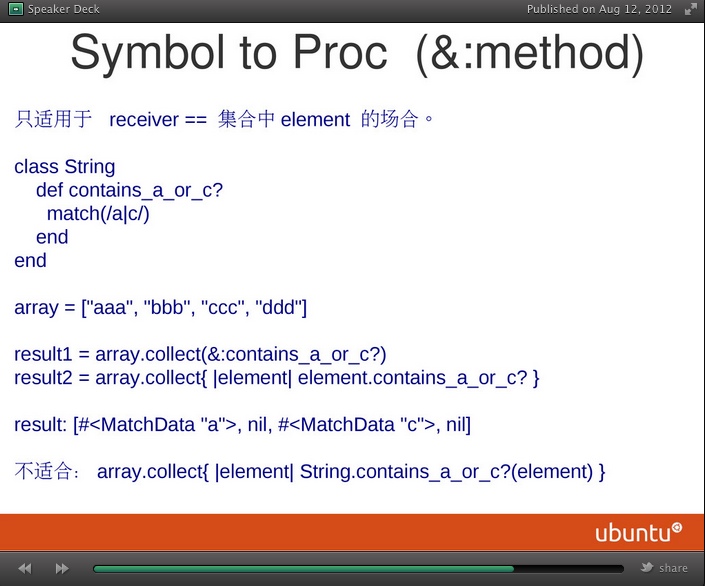 Speaker Deck
Published on Aug 12, 2012
Symbol to Proc (&:method)
只适用于 receiver == 集合中 element 的场合。
class String
def contains_a_or_c?
match(/a|c/)
end
end
array = ["aaa", "bbb", "ccc", "ddd"]
result1 = array.collect(&:contains_a_or_c?)
result2 = array.collect{ |element| element.contains_a_or_c? }
result: [#<MatchData "a">, nil, #<MatchData "c">, nil]
不适合： array.collect{ |element| String.contains_a_or_c?(element) }
ubuntu
share